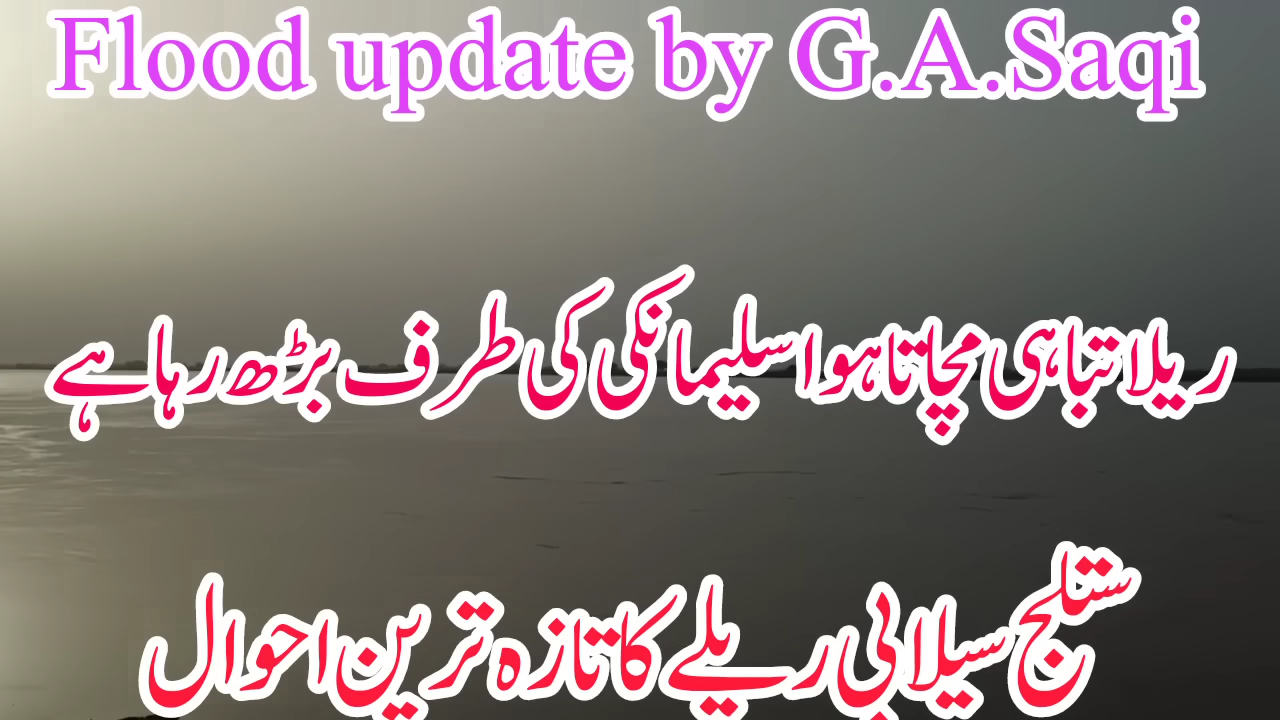 Flood update by G.A.Saqi
ریلا تباہی مچاتا ہوا سلیمانکی کی طرف بڑھ رہا ہے
ستلج سیلابی ریلے کا تازہ ترین احوال